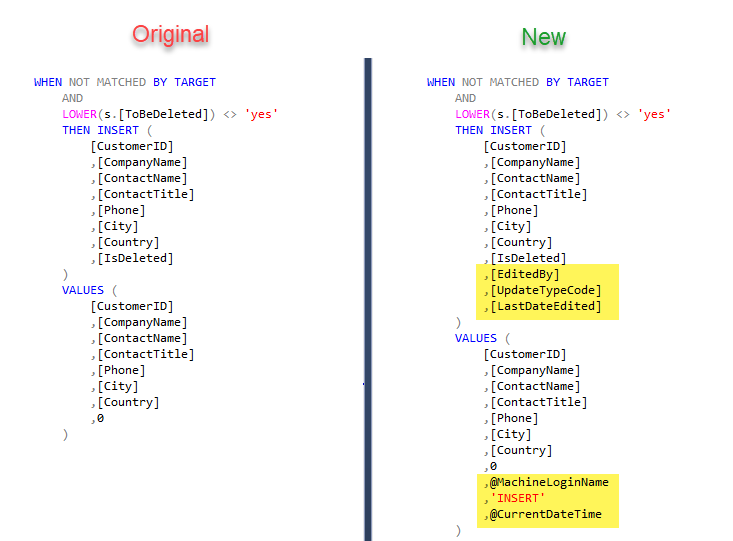 Original
WHEN NOT MATCHED BY TARGET
AND
LOWER(s.[ToBeDeleted]) <> 'yes'
THEN INSERT (
[CustomerID]
,[CompanyName]
,[ContactName]
,[ContactTitle]
,[Phone]
,[City]
,[Country]
,[IsDeleted]
)
VALUES (
[CustomerID]
,[CompanyName]
,[ContactName]
,[ContactTitle]
,[Phone]
,[City]
,[Country]
,0
)
New
WHEN NOT MATCHED BY TARGET
AND
LOWER(s.[ToBeDeleted]) <> 'yes'
THEN INSERT (
[CustomerID]
,[CompanyName]
,[ContactName]
,[ContactTitle]
,[Phone]
,[City]
,[Country]
,[IsDeleted]
,[EditedBy]
,[UpdateTypeCode]
,[LastDateEdited]
)
VALUES (
[CustomerID]
,[CompanyName]
,[ContactName]
,[ContactTitle]
,[Phone]
,[City]
,[Country]
,0
,@MachineLoginName
,'INSERT'
,@CurrentDateTime
)